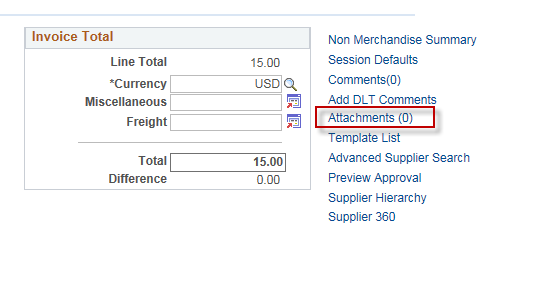 Invoice Total
Line Total 15.00
*Currency USD
Miscellaneous
Freight
Total 15.00
Difference 0.00
Non Merchandise Summary
Session Defaults
Comments(0)
Add DLT Comments
Attachments (0)
Template List
Advanced Supplier Search
Preview Approval
Supplier Hierarchy
Supplier 360